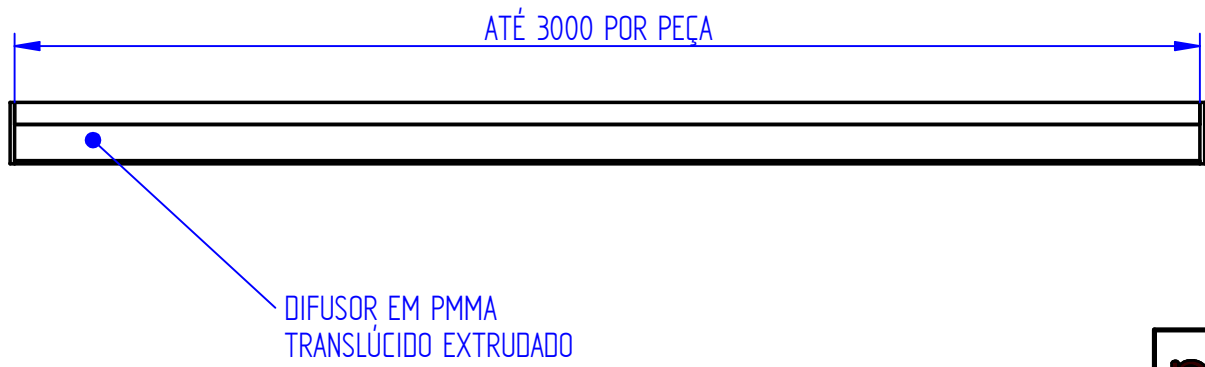 ATÉ 3000 POR PEÇA
DIFUSOR EM PMMA
TRANSLÚCIDO EXTRUDADO